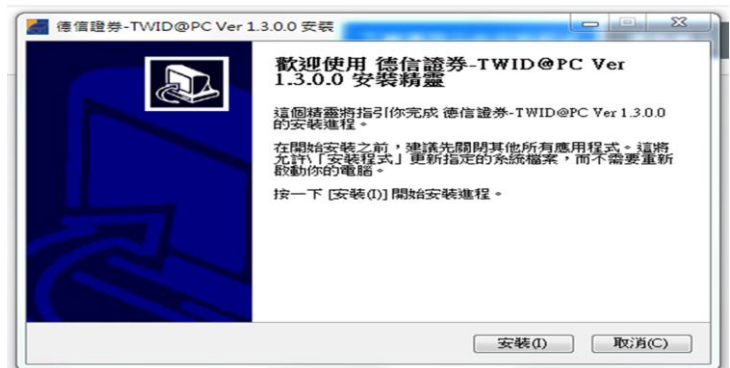 德信證券-TWID@PC Ver 1.3.0.0 安裝
歡迎使用 德信證券-TWID@PC Ver
1.3.0.0 安裝精靈
這個精靈將指引你完成 德信證券-TWID@PC Ver 1.3.0.0
的安裝進程。
在開始安裝之前，建議先關閉其他所有應用程式。這將
允許\「安裝程式」更新指定的系統檔案，而不需要重新
啟動你的電腦。
按一下 [安裝(I)] 開始安裝進程。
安裝(I)
取消(C)